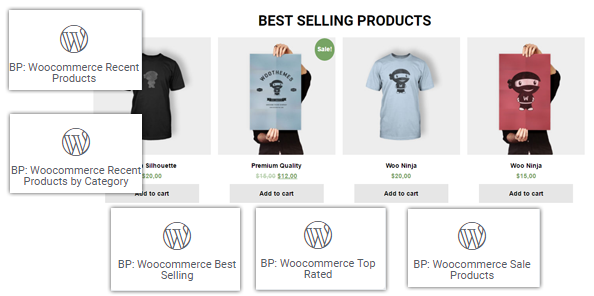 BEST SELLING PRODUCTS
BP: Woocommerce Recent
Products
Sale!
WOOTHEMES
BP: Woocommerce Recent
Products by Category
Silhouette
Premium Quality
Woo Ninja
Woo Ninja
$20,00
$15,00 $12,00
$20,00
$15,00
Add to cart
Add to cart
Add to cart
Add to cart
BP: Woocommerce Best
Selling
BP: Woocommerce Top
Rated
BP: Woocommerce Sale
Products